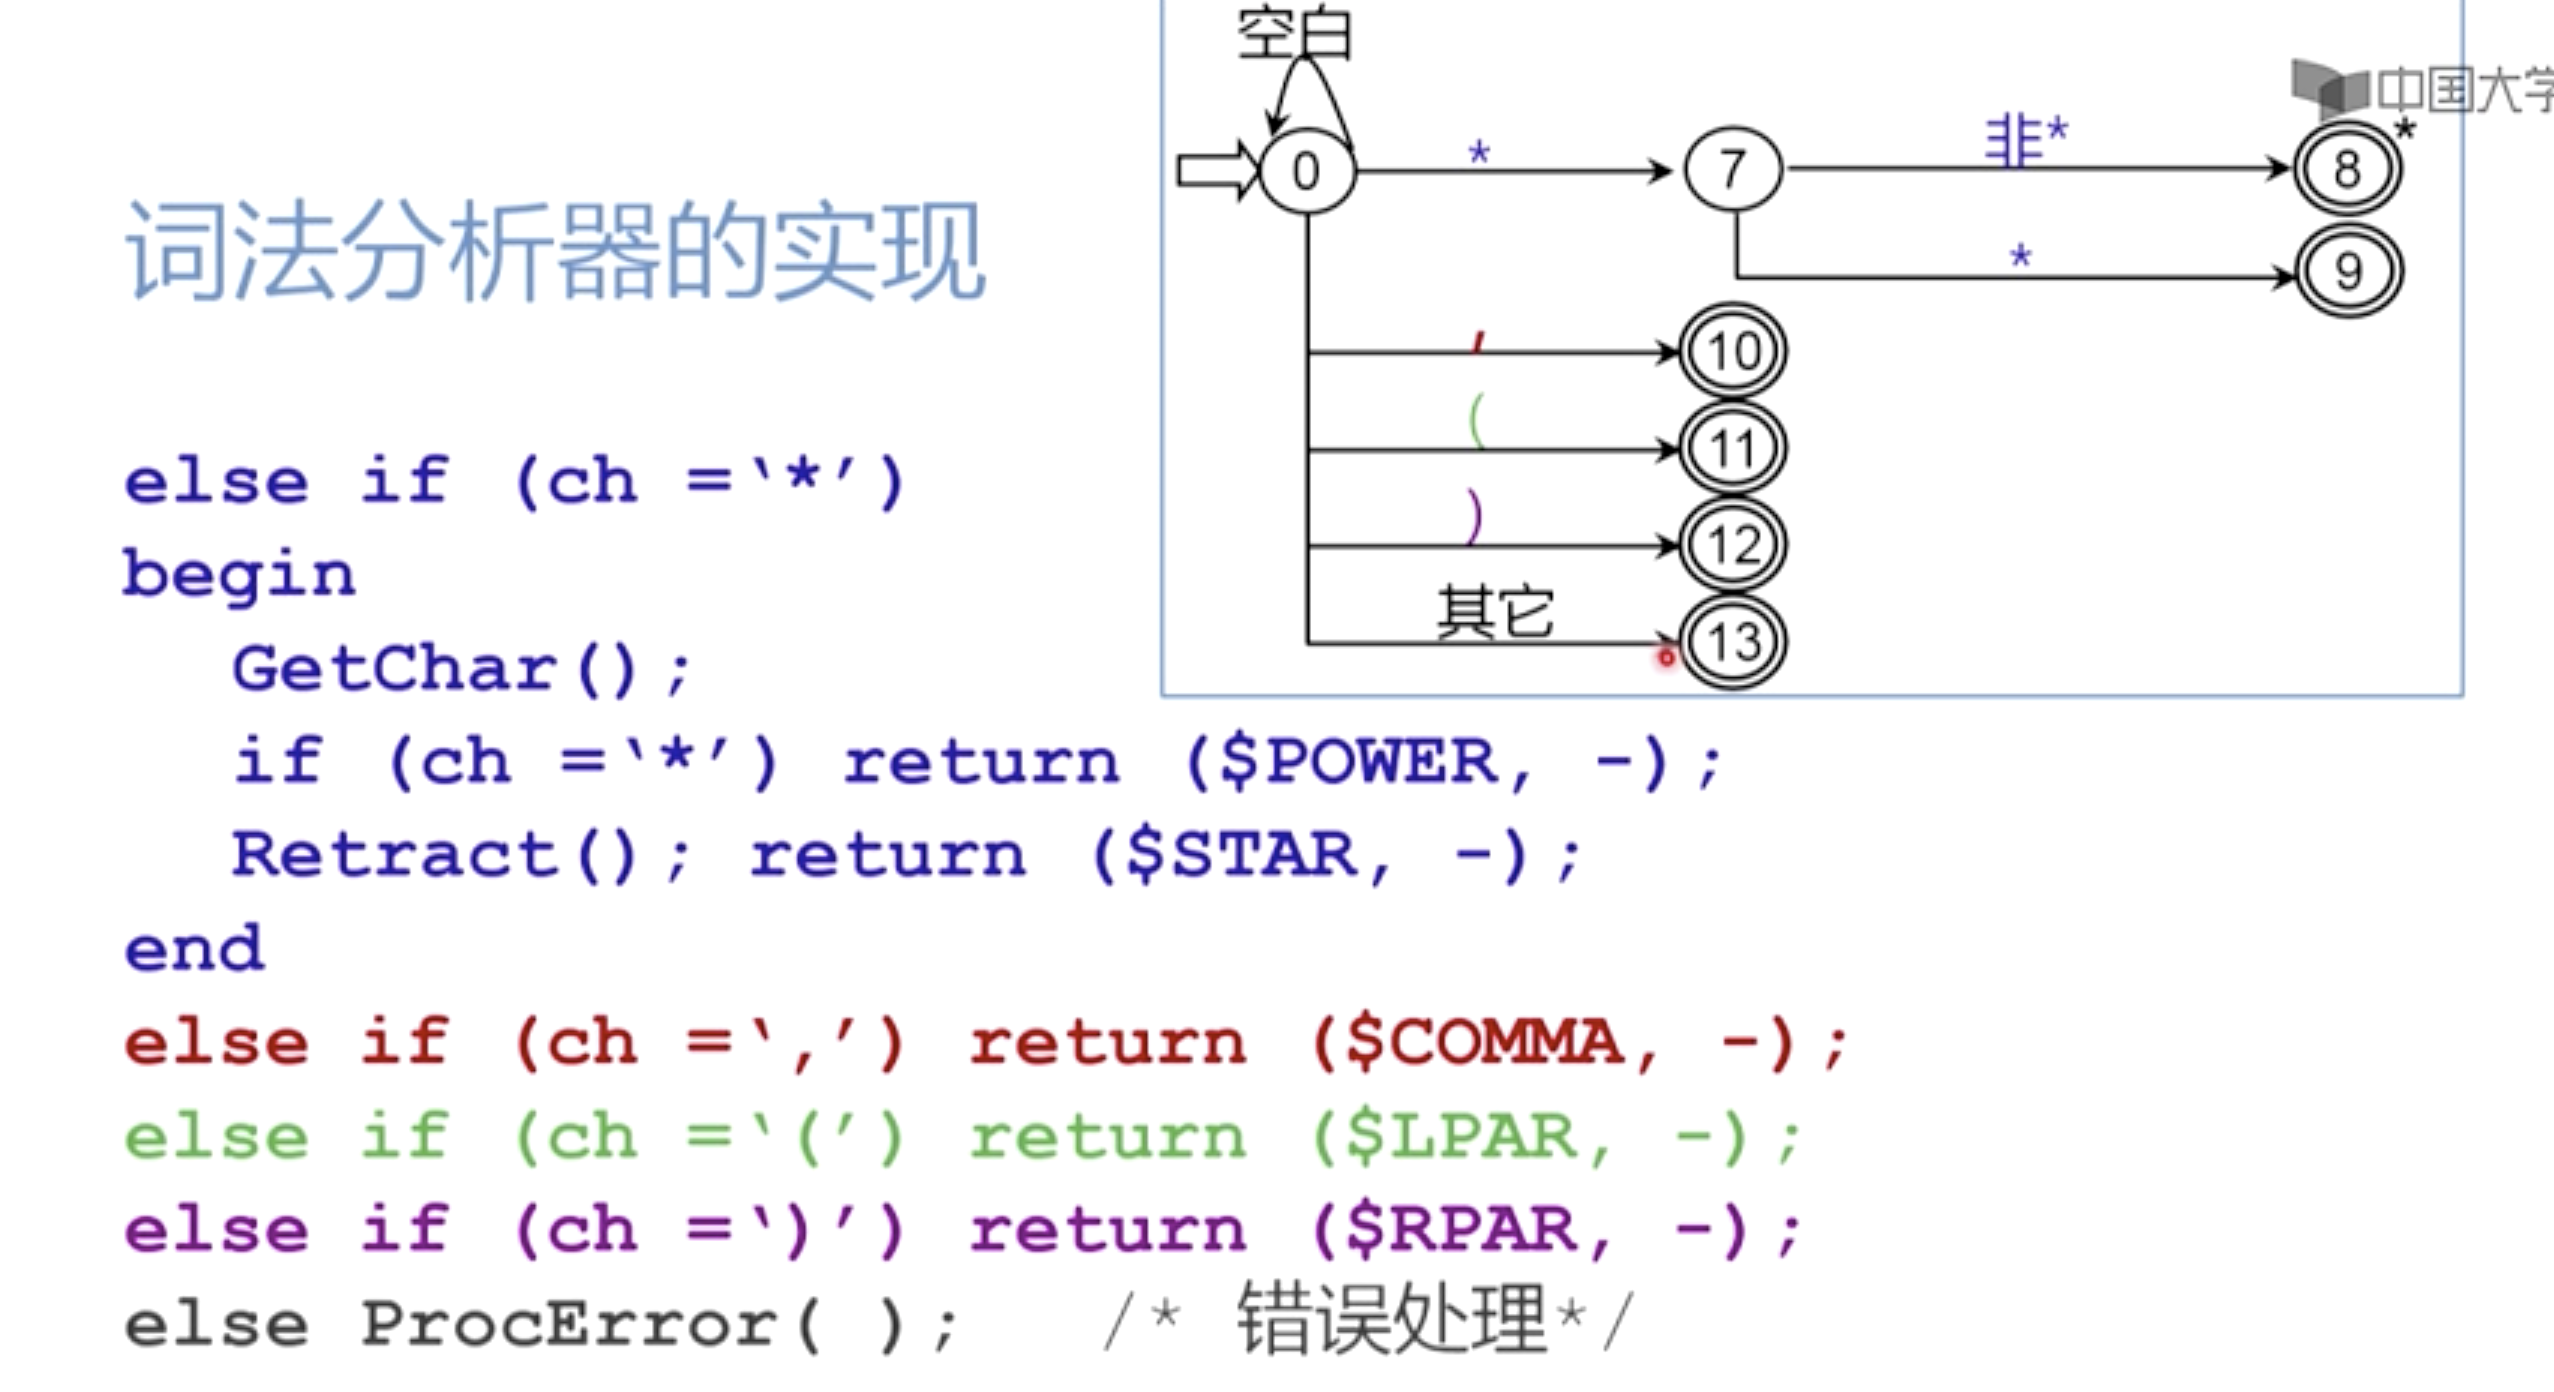 空白
中国大学
0
*
7
非*
8
*
*
9
词法分析器的实现
,
10
(
11
)
12
其它
13
else if (ch =‘*’)
begin
GetChar();
if (ch =‘*’) return ($POWER, -);
Retract(); return ($STAR, -);
end
else if (ch =‘,’) return ($COMMA, -);
else if (ch =‘(’) return ($LPAR, -);
else if (ch =‘)’) return ($RPAR, -);
else ProcError( ); /* 错误处理*/